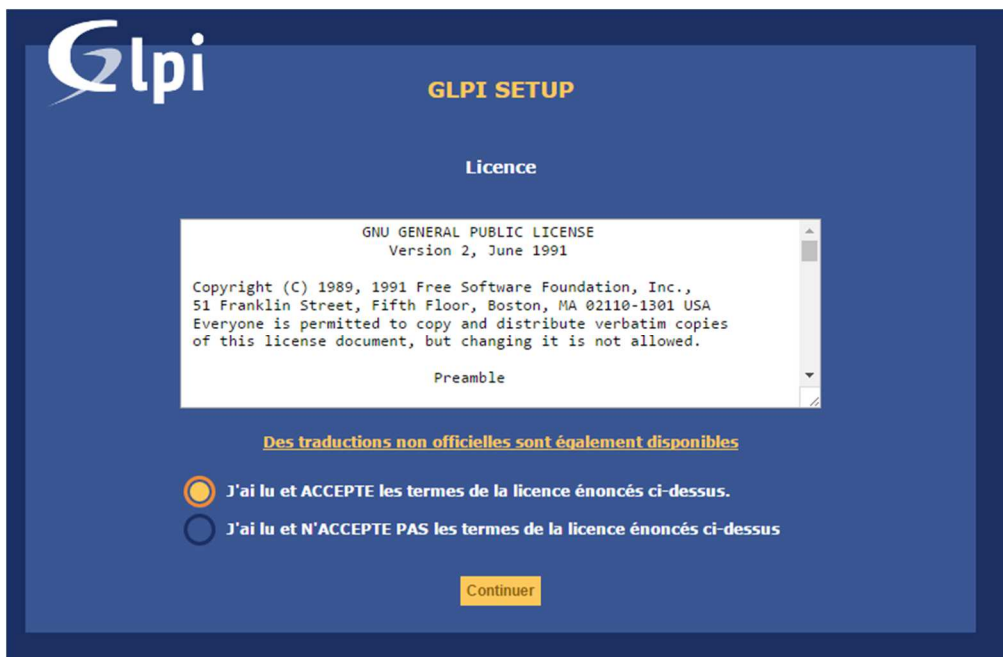 Glpi
GLPI SETUP
Licence
GNU GENERAL PUBLIC LICENSE
Version 2, June 1991
Copyright (C) 1989, 1991 Free Software Foundation, Inc.,
51 Franklin Street, Fifth Floor, Boston, MA 02110-1301 USA
Everyone is permitted to copy and distribute verbatim copies
of this license document, but changing it is not allowed.
Preamble
Des traductions non officielles sont également disponibles
J'ai lu et ACCEPTE les termes de la licence énoncés ci-dessus.
J'ai lu et N'ACCEPTE PAS les termes de la licence énoncés ci-dessus
Continuer